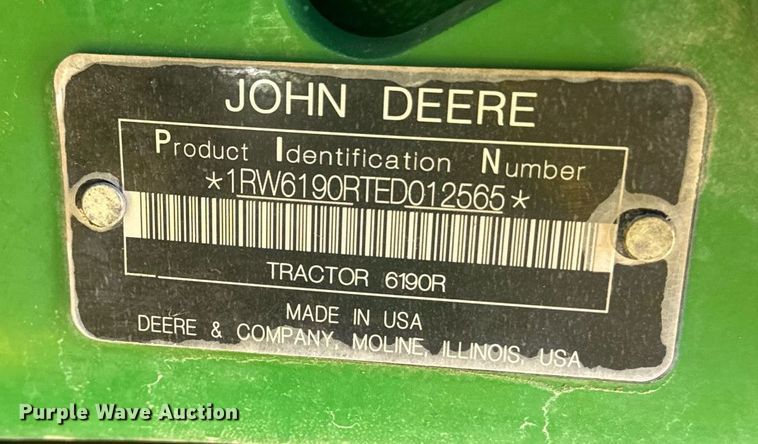 JOHN DEERE
Product Identification Number
*1RW6190RTED012565*
TRACTOR 6190R
MADE IN USA
DEERE & COMPANY, MOLINE, ILLINOIS, USA
Purple Wave Auction